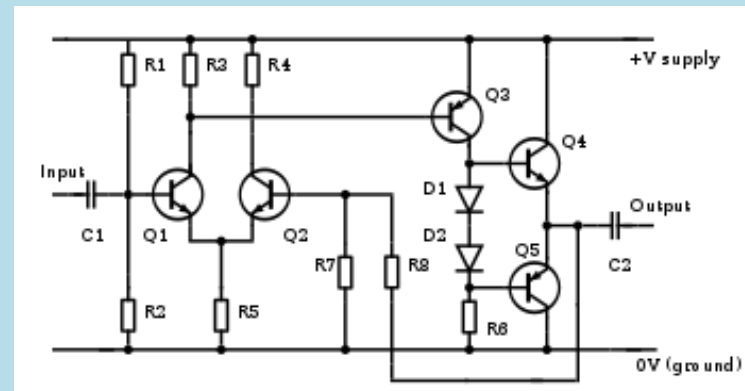 R1
R3
R4
+V supply
Q3
Q4
Input
D1
Output
C1
Q1
Q2
D2
Q5
C2
R7
R8
R2
R5
R6
0V (ground)